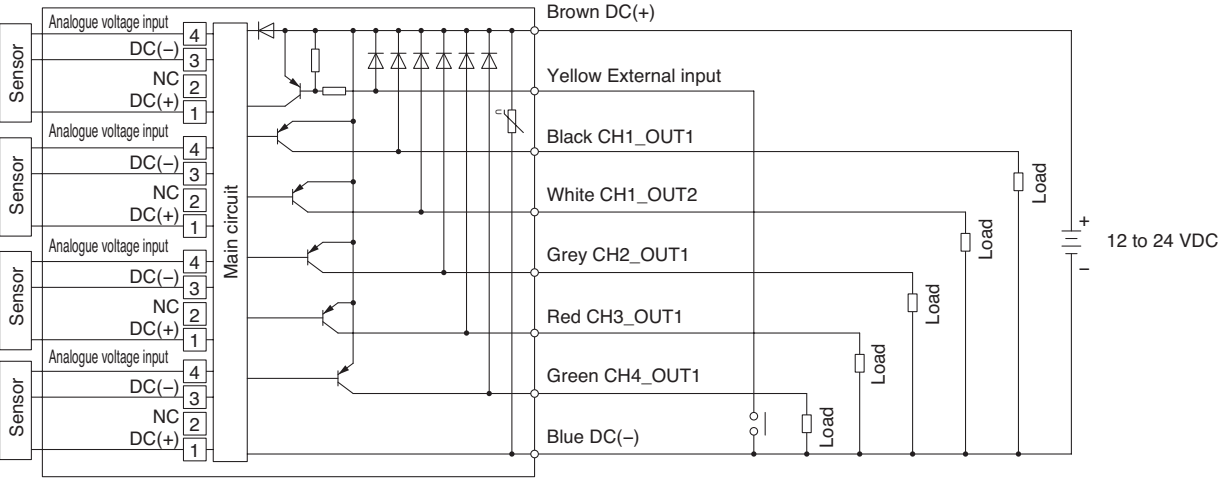 Sensor
Analogue voltage input
4
DC(−)
3
NC
2
DC(+)
1
Sensor
Analogue voltage input
4
DC(−)
3
NC
2
DC(+)
1
Sensor
Analogue voltage input
4
DC(−)
3
NC
2
DC(+)
1
Sensor
Analogue voltage input
4
DC(−)
3
NC
2
DC(+)
1
Main circuit
U
Brown DC(+)
Yellow External input
Black CH1_OUT1
White CH1_OUT2
Grey CH2_OUT1
Red CH3_OUT1
Green CH4_OUT1
Blue DC(−)
Load
Load
Load
Load
Load
+
12 to 24 VDC
−